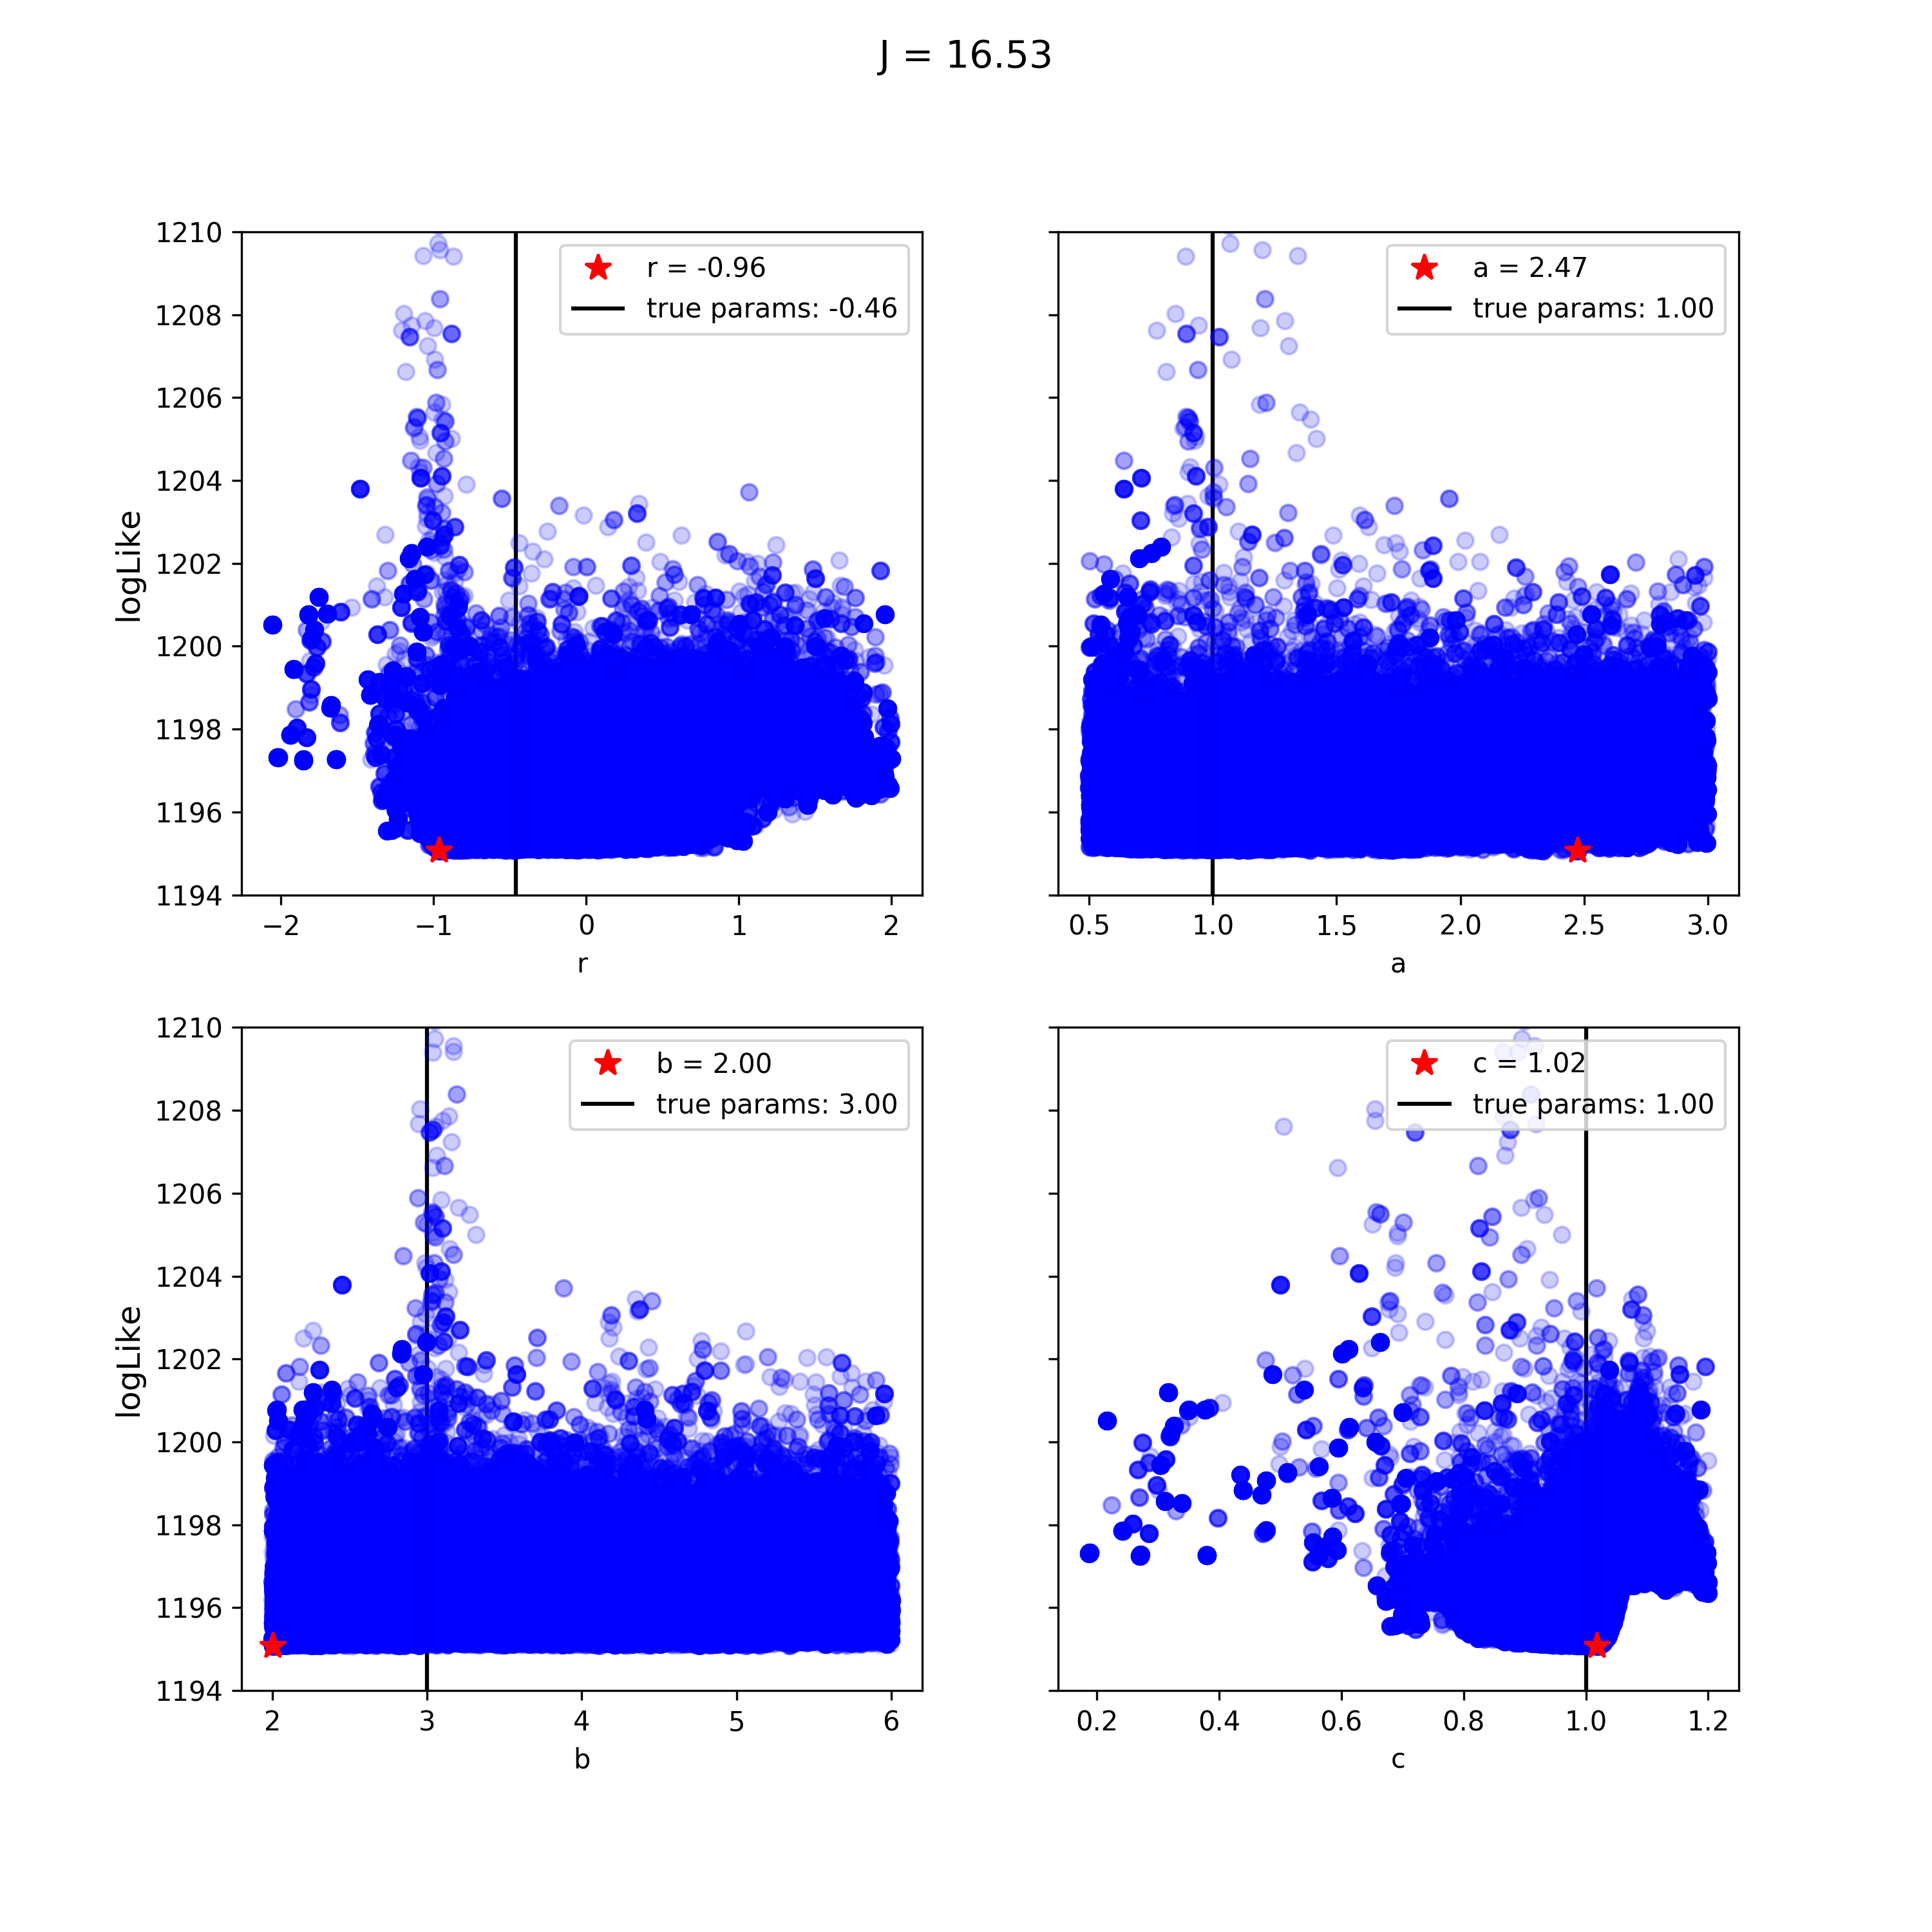 J = 16.53
1210
1208
1206
1204
1202
1200
1198
1196
1194
logLike
−2
−1
0
1
2
r
r = -0.96
true params: -0.46
0.5
1.0
1.5
2.0
2.5
3.0
a
a = 2.47
true params: 1.00
1210
1208
1206
1204
1202
1200
1198
1196
1194
logLike
2
3
4
5
6
b
b = 2.00
true params: 3.00
0.2
0.4
0.6
0.8
1.0
1.2
c
c = 1.02
true params: 1.00